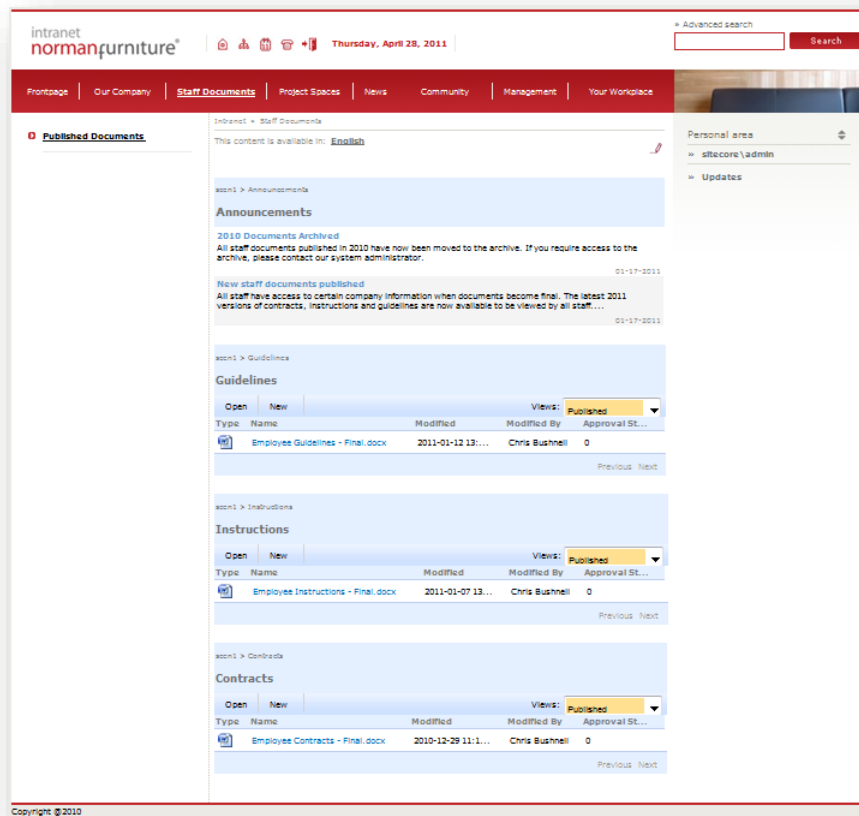 intranet
normanfurniture®
Thursday, April 28, 2011
» Advanced search
Search
Frontpage
Our Company
Staff Documents
Project Spaces
News
Community
Management
Your Workplace
Published Documents
Intranet » Staff Documents
This content is available in: English
Personal area
» sitecore\admin
» Updates
> Announcements
Announcements
2010 Documents Archived
All staff documents published in 2010 have now been moved to the archive. If you require access to the
archive, please contact our system administrator.
01-17-2011
New staff documents published
All staff have access to certain company information when documents become final. The latest 2011
versions of contracts, instructions and guidelines are now available to be viewed by all staff....
01-17-2011
> Guidelines
Guidelines
Open New Views: Published
Type Name Modified Modified By Approval St...
Employee Guidelines - Final.docx 2011-01-12 13:... Chris Bushnell 0
Previous Next
> Instructions
Instructions
Open New Views: Published
Type Name Modified Modified By Approval St...
Employee Instructions - Final.docx 2011-01-07 13... Chris Bushnell 0
Previous Next
> Contracts
Contracts
Open New Views: Published
Type Name Modified Modified By Approval St...
Employee Contracts - Final.docx 2010-12-29 11:1... Chris Bushnell 0
Previous Next
Copyright @2010